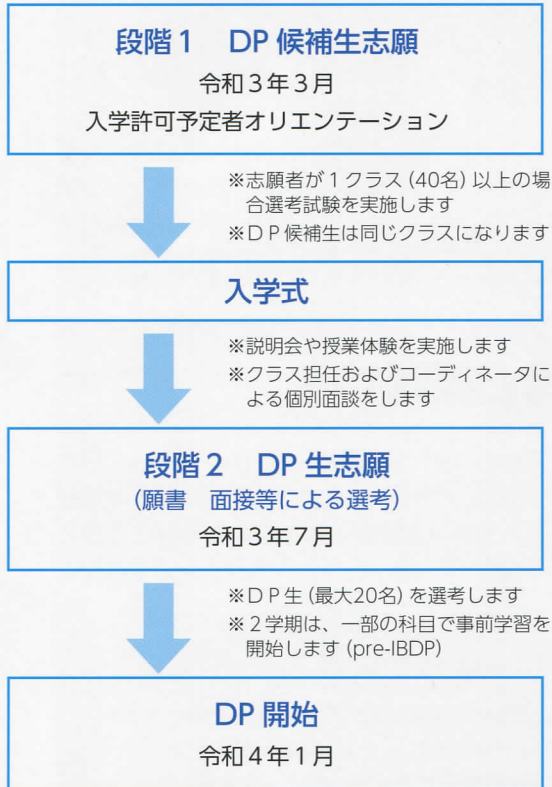 段階1 DP 候補生志願
令和3年3月
入学許可予定者オリエンテーション
※志願者が1クラス(40名)以上の場
合選考試験を実施します
※DP候補生は同じクラスになります
入学式
※説明会や授業体験を実施します
※クラス担任およびコーディネータに
よる個別面談をします
段階2 DP 生志願
(願書 面接等による選考)
令和3年7月
※DP生(最大20名)を選考します
※2学期は、一部の科目で事前学習を
開始します(pre-IBDP)
DP 開始
令和4年1月